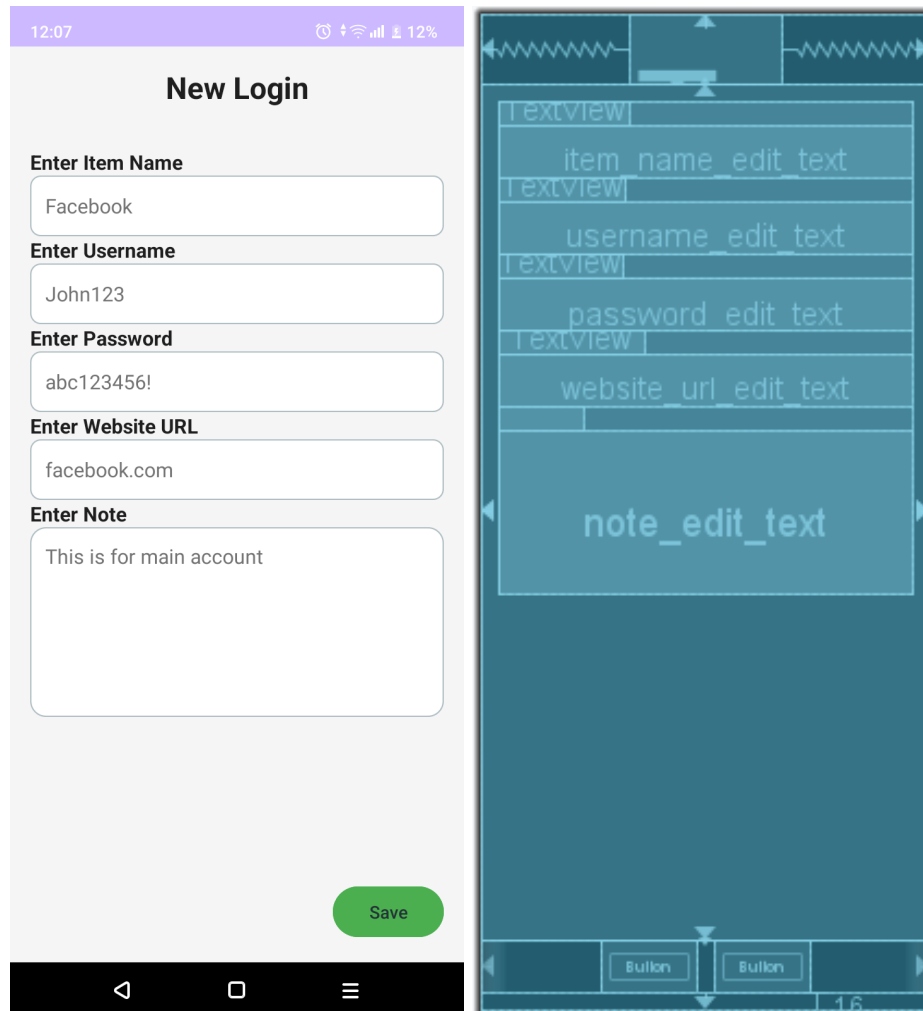 12:07 12%
New Login
Enter Item Name
Facebook
Enter Username
John123
Enter Password
abc123456!
Enter Website URL
facebook.com
Enter Note
This is for main account
Save
TextView
item_name_edit_text
TextView
username_edit_text
TextView
password_edit_text
TextView
website_url_edit_text
note_edit_text
Button Button
16